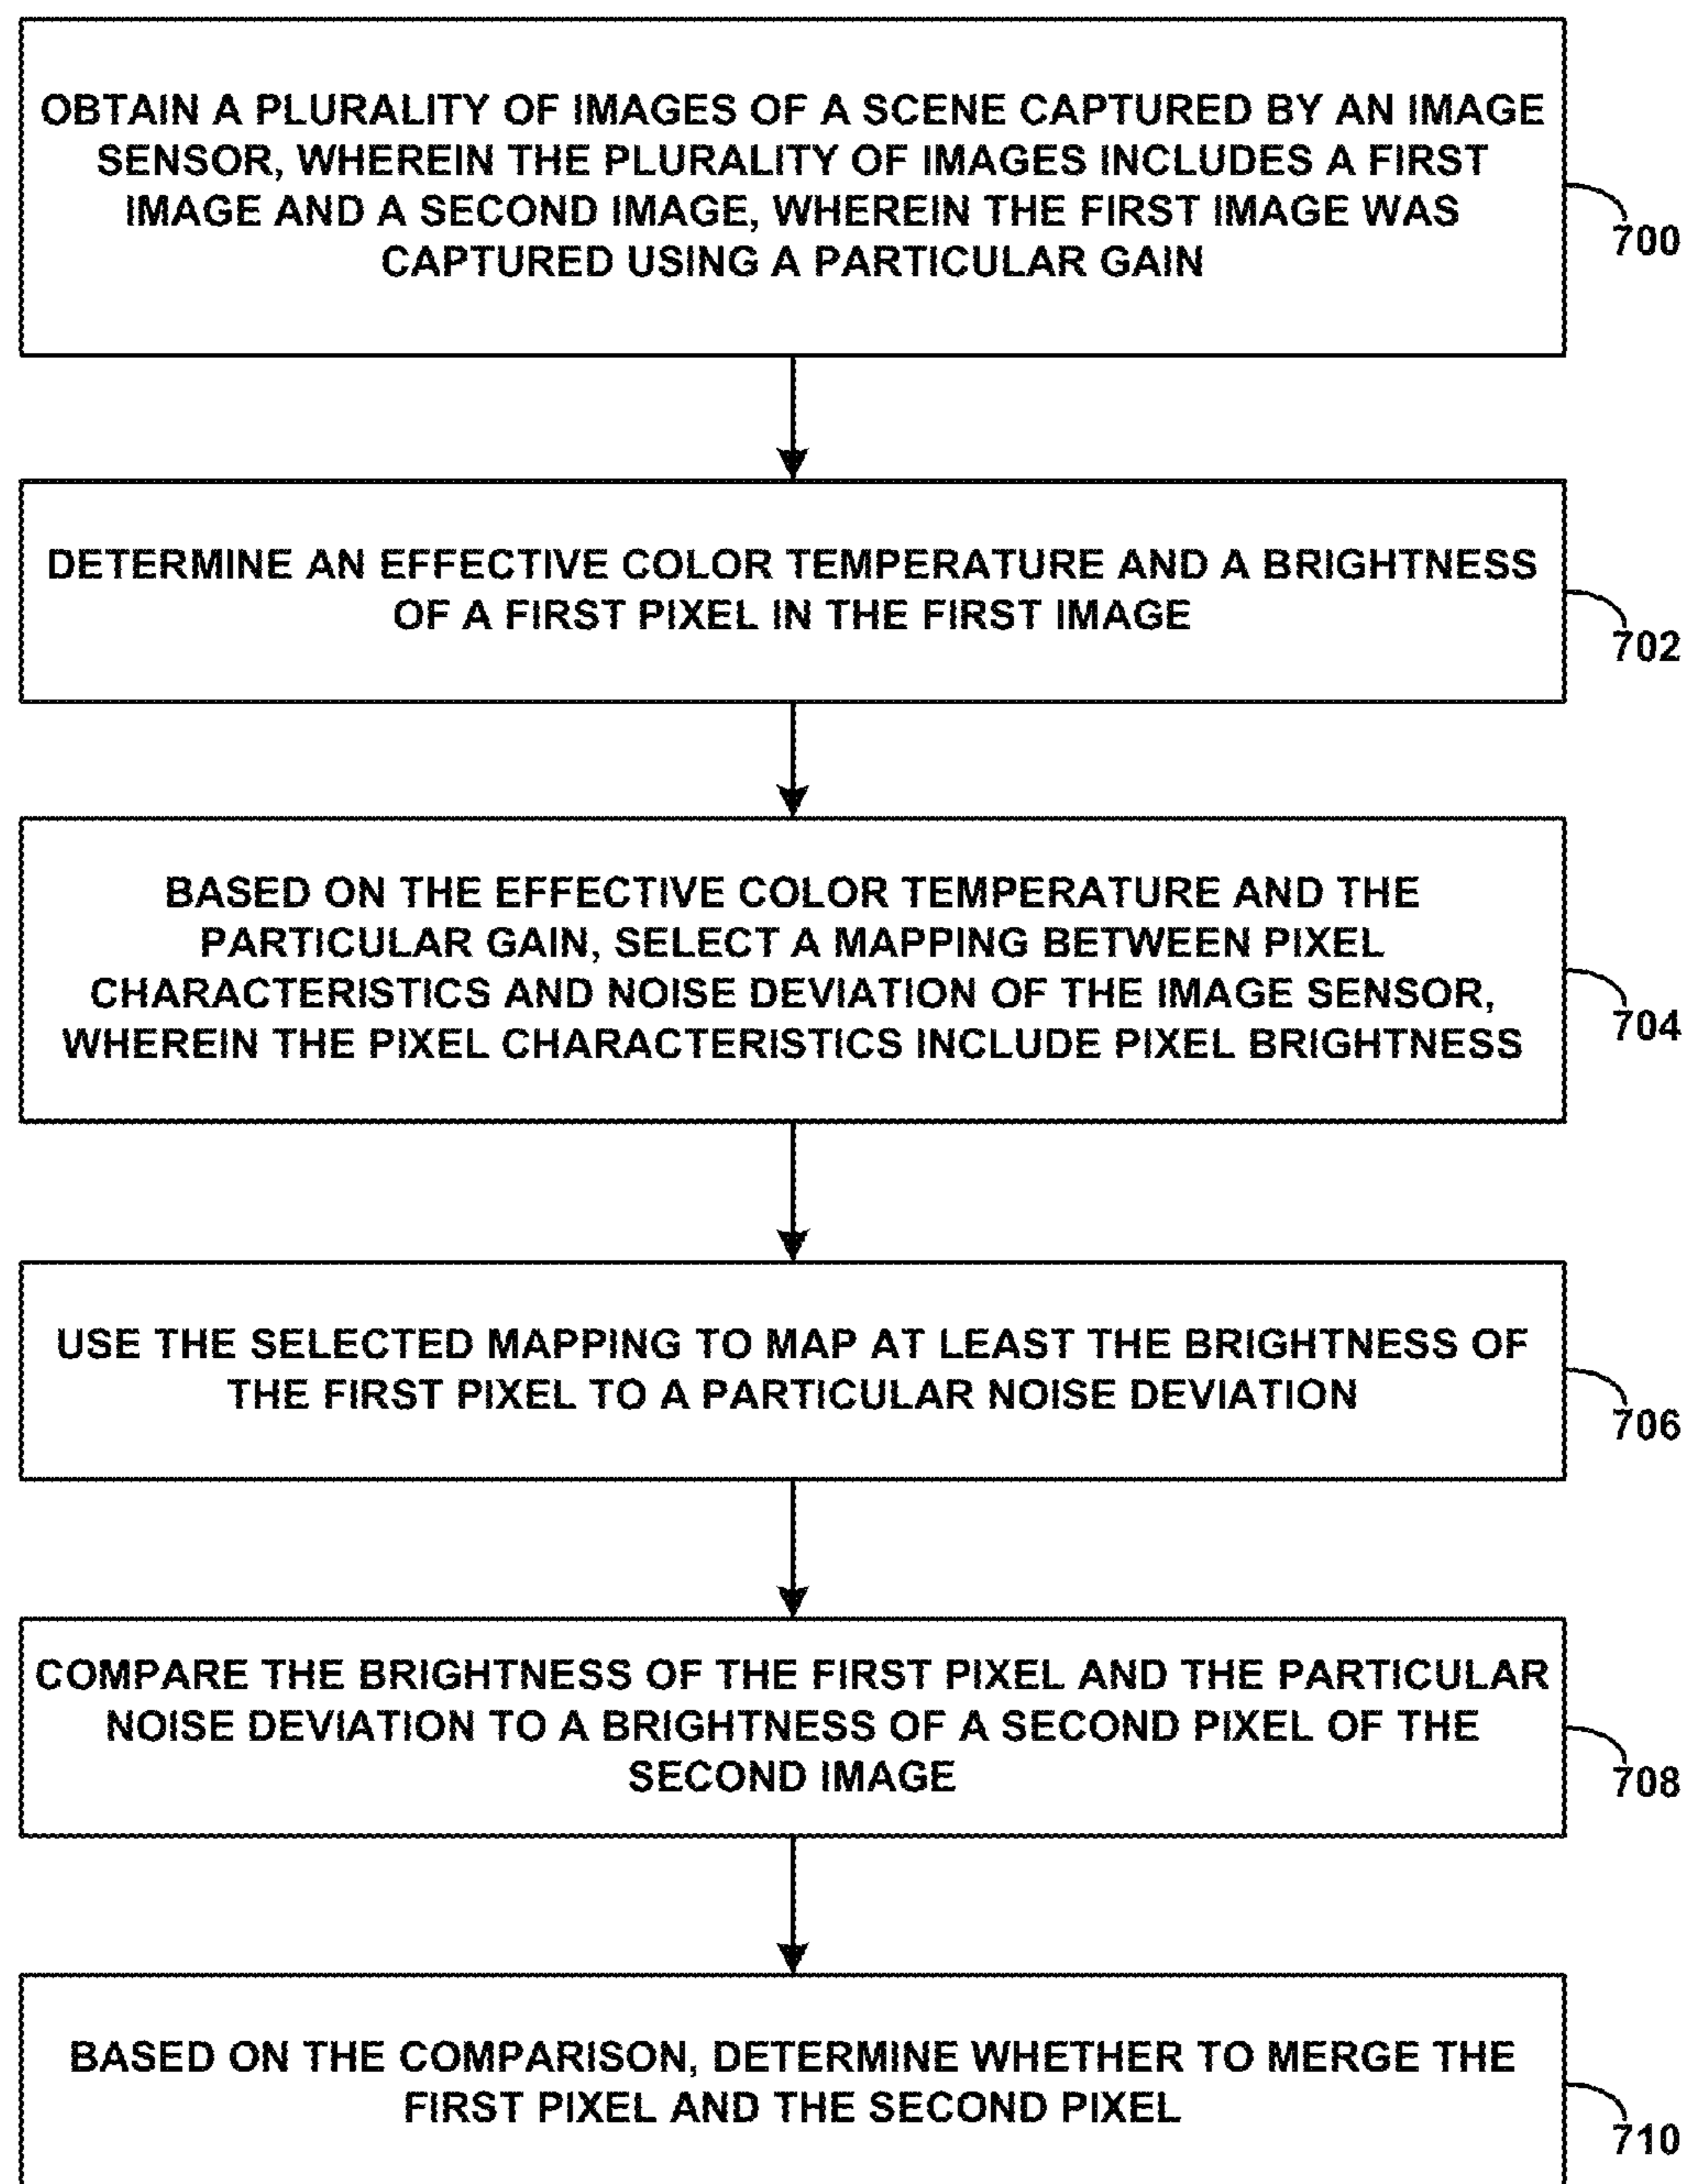 OBTAIN A PLURALITY OF IMAGES OF A SCENE CAPTURED BY AN IMAGE
SENSOR, WHEREIN THE PLURALITY OF IMAGES INCLUDES A FIRST
IMAGE AND A SECOND IMAGE, WHEREIN THE FIRST IMAGE WAS
CAPTURED USING A PARTICULAR GAIN
700
DETERMINE AN EFFECTIVE COLOR TEMPERATURE AND A BRIGHTNESS
OF A FIRST PIXEL IN THE FIRST IMAGE
702
BASED ON THE EFFECTIVE COLOR TEMPERATURE AND THE
PARTICULAR GAIN, SELECT A MAPPING BETWEEN PIXEL
CHARACTERISTICS AND NOISE DEVIATION OF THE IMAGE SENSOR,
WHEREIN THE PIXEL CHARACTERISTICS INCLUDE PIXEL BRIGHTNESS
704
USE THE SELECTED MAPPING TO MAP AT LEAST THE BRIGHTNESS OF
THE FIRST PIXEL TO A PARTICULAR NOISE DEVIATION
706
COMPARE THE BRIGHTNESS OF THE FIRST PIXEL AND THE PARTICULAR
NOISE DEVIATION TO A BRIGHTNESS OF A SECOND PIXEL OF THE
SECOND IMAGE
708
BASED ON THE COMPARISON, DETERMINE WHETHER TO MERGE THE
FIRST PIXEL AND THE SECOND PIXEL
710